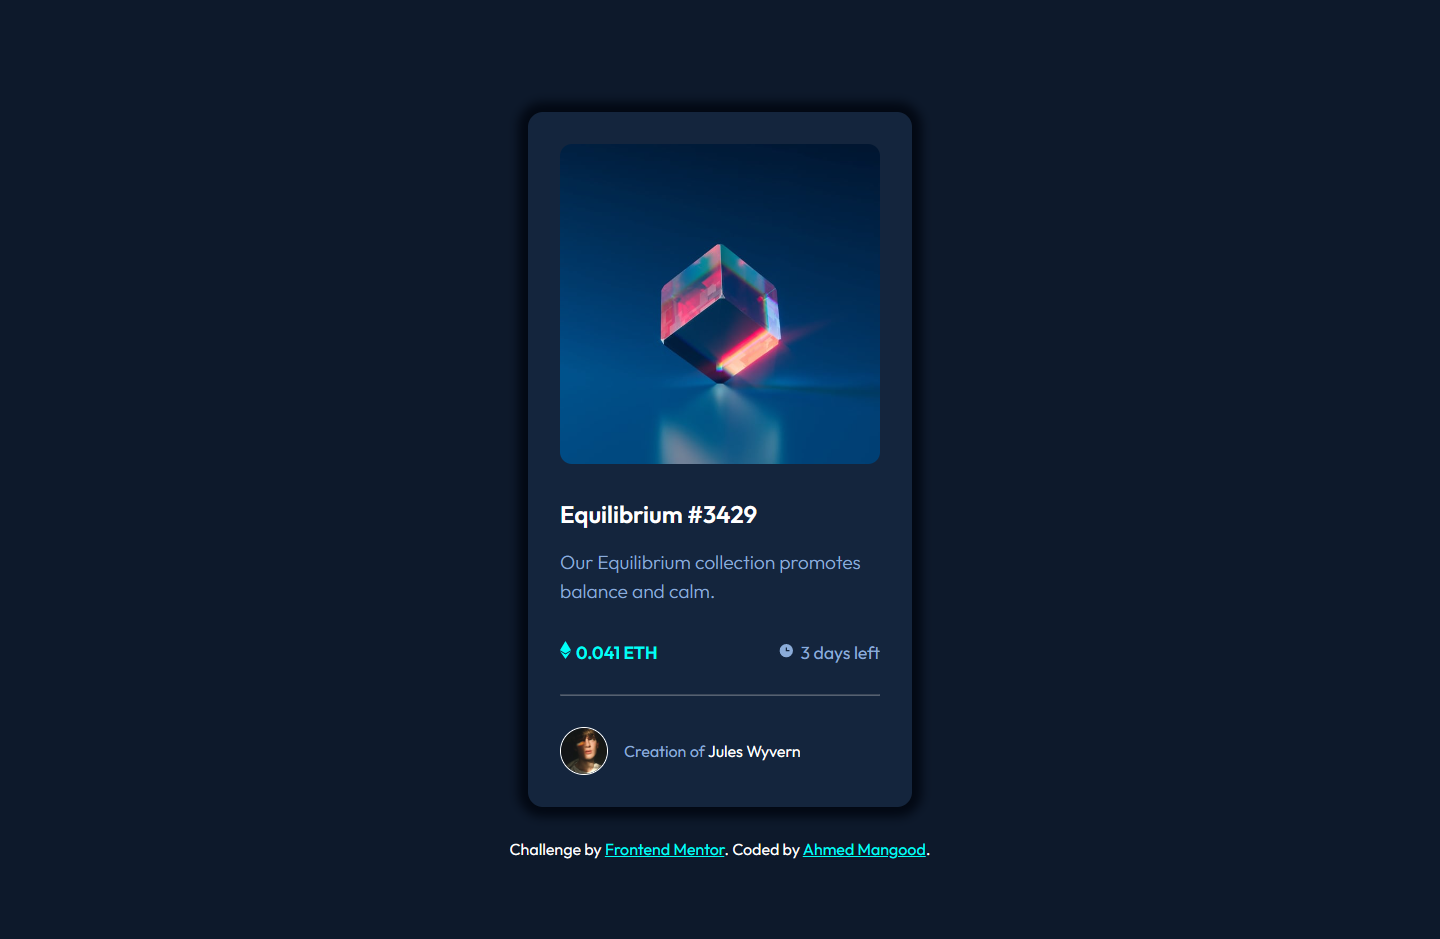 Equilibrium #3429
Our Equilibrium collection promotes
balance and calm.
0.041 ETH
3 days left
Creation of Jules Wyvern
Challenge by Frontend Mentor. Coded by Ahmed Mangood.